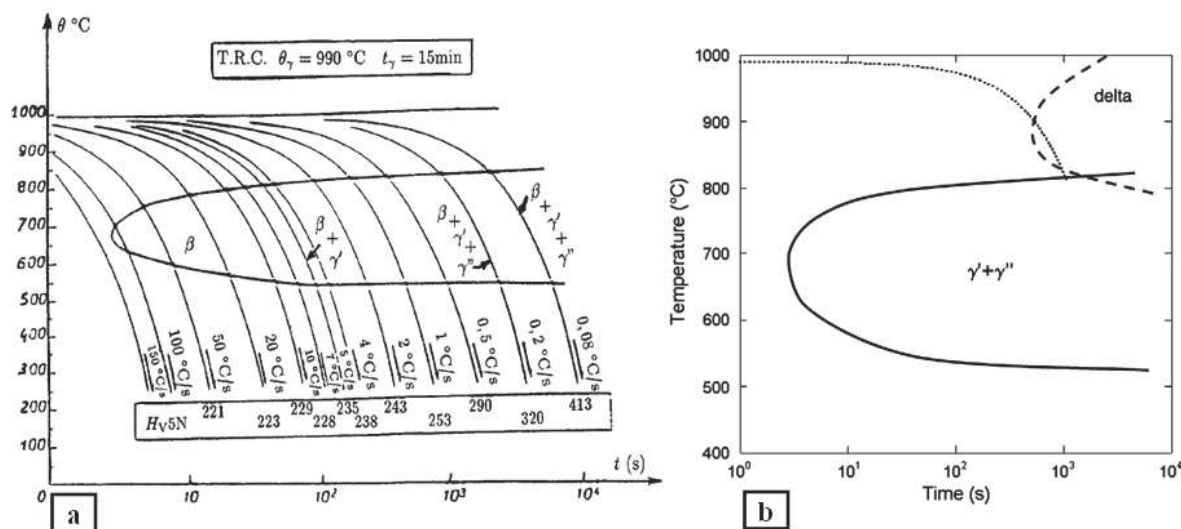 θ °C
T.R.C. θγ = 990 °C tγ = 15min
1000
900
800
700
600
500
400
300
200
100
0
β
β + γ'
β + γ' + γ"
β + γ' + γ"
150 °C/s
100 °C/s
50 °C/s
20 °C/s
10 °C/s
7 °C/s
5 °C/s
4 °C/s
2 °C/s
1 °C/s
0,5 °C/s
0,2 °C/s
0,08 °C/s
221 229 235 243 290 413
HV5N 223 228 238 253 320
t (s)
0 10 10² 10³ 10⁴
a
1000
900
800
700
600
500
400
Temperature (°C)
delta
γ'+γ"
10⁰ 10¹ 10² 10³ 10⁴
Time (s)
b